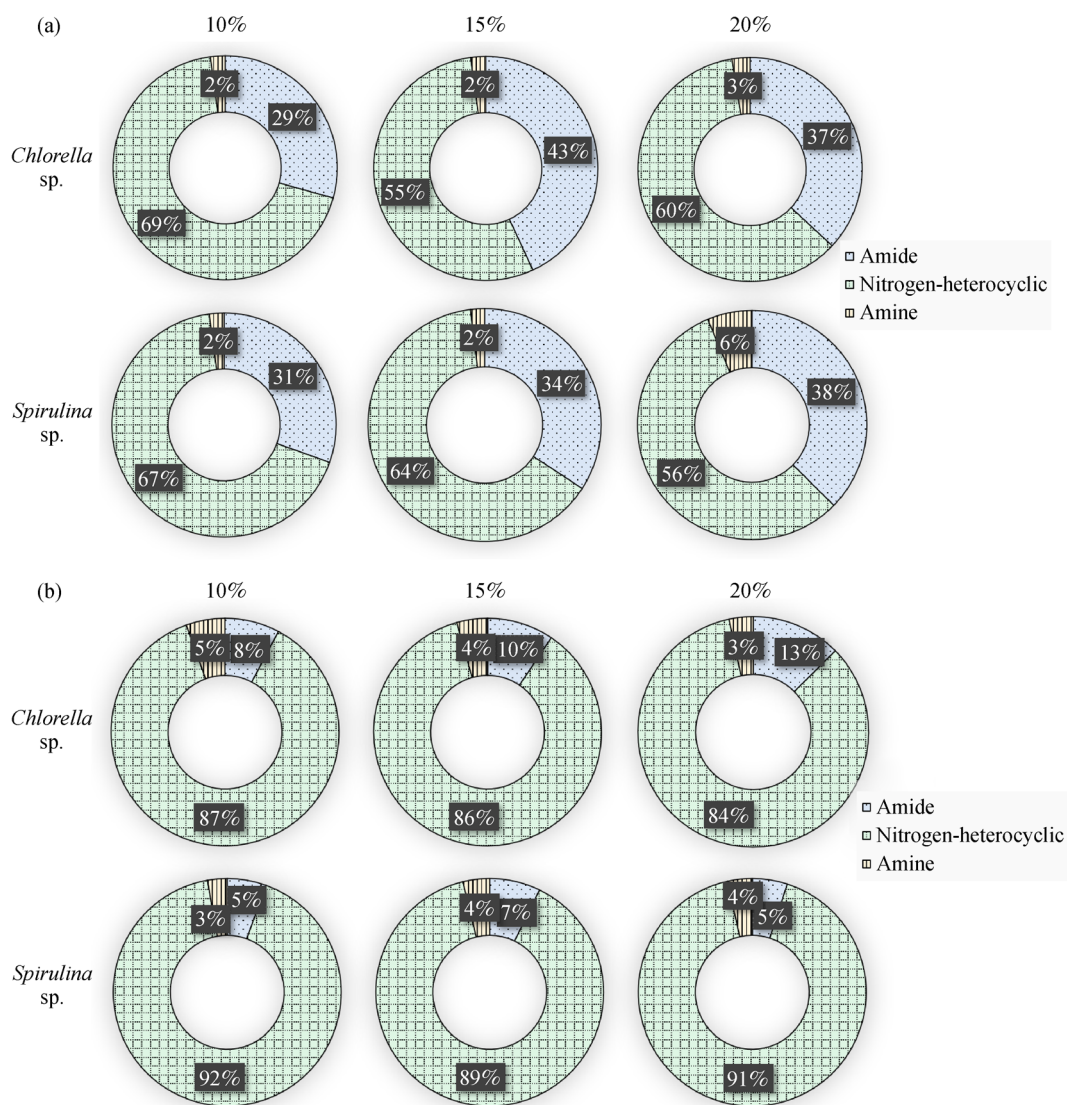 (a)
10%
15%
20%
Chlorella
sp.
2%
29%
69%
2%
43%
55%
3%
37%
60%
Amide
Nitrogen-heterocyclic
Amine
Spirulina
sp.
2%
31%
67%
2%
34%
64%
6%
38%
56%
(b)
10%
15%
20%
Chlorella
sp.
5%
8%
87%
4%
10%
86%
3%
13%
84%
Amide
Nitrogen-heterocyclic
Amine
Spirulina
sp.
3%
5%
92%
4%
7%
89%
4%
5%
91%